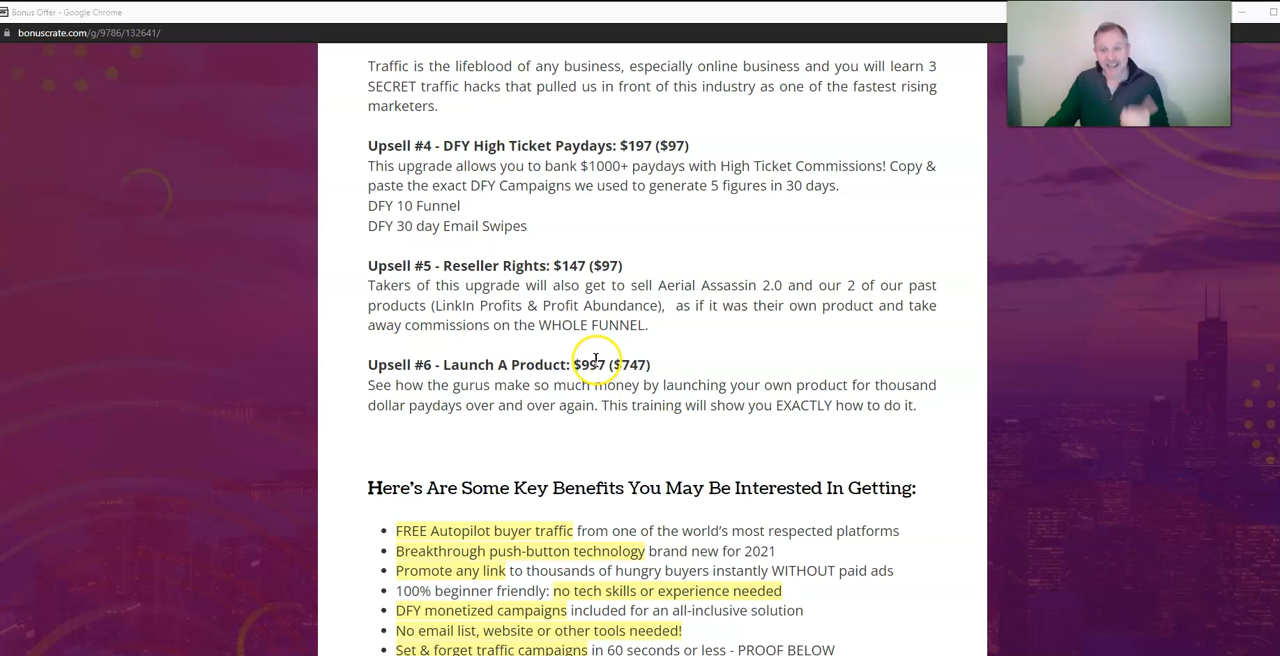 Bonus Offer - Google Chrome
bonuscrate.com/g/9786/132641/
Traffic is the lifeblood of any business, especially online business and you will learn 3
SECRET traffic hacks that pulled us in front of this industry as one of the fastest rising
marketers.
Upsell #4 - DFY High Ticket Paydays: $197 ($97)
This upgrade allows you to bank $1000+ paydays with High Ticket Commissions! Copy &
paste the exact DFY Campaigns we used to generate 5 figures in 30 days.
DFY 10 Funnel
DFY 30 day Email Swipes
Upsell #5 - Reseller Rights: $147 ($97)
Takers of this upgrade will also get to sell Aerial Assassin 2.0 and our 2 of our past
products (LinkIn Profits & Profit Abundance), as if it was their own product and take
away commissions on the WHOLE FUNNEL.
Upsell #6 - Launch A Product: $997 ($747)
See how the gurus make so much money by launching your own product for thousand
dollar paydays over and over again. This training will show you EXACTLY how to do it.
Here's Are Some Key Benefits You May Be Interested In Getting:
• FREE Autopilot buyer traffic from one of the world's most respected platforms
• Breakthrough push-button technology brand new for 2021
• Promote any link to thousands of hungry buyers instantly WITHOUT paid ads
• 100% beginner friendly: no tech skills or experience needed
• DFY monetized campaigns included for an all-inclusive solution
• No email list, website or other tools needed!
• Set & forget traffic campaigns in 60 seconds or less - PROOF BELOW